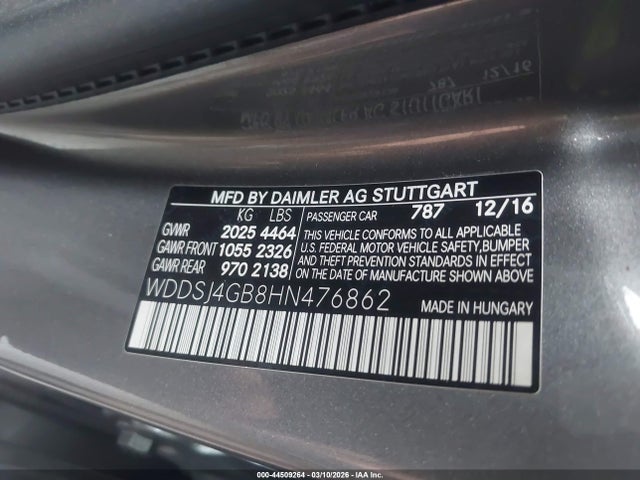 MFD BY DAIMLER AG STUTTGART
KG LBS
GVWR 2025 4464
GAWR FRONT 1055 2326
GAWR REAR 970 2138
PASSENGER CAR 787 12/16
THIS VEHICLE CONFORMS TO ALL APPLICABLE
U.S. FEDERAL MOTOR VEHICLE SAFETY, BUMPER
AND THEFT PREVENTION STANDARDS IN EFFECT
ON THE DATE OF MANUFACTURE SHOWN ABOVE.
WDDSJ4GB8HN476862
MADE IN HUNGARY
000-44509264 - 03/10/2026 - IAA Inc.